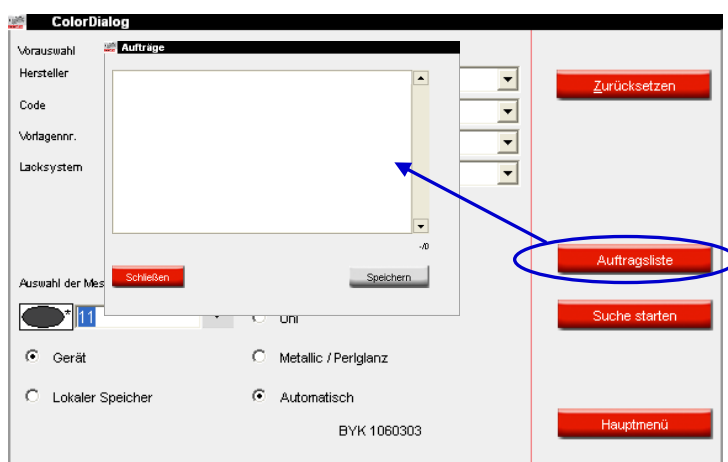 ColorDialog
Vorauswahl
Aufträge
Hersteller
Zurücksetzen
Code
Vorlagennr.
Lacksystem
-/0
Auftragsliste
Schließen
Speichern
Auswahl der Mes
* 11
Uni
Suche starten
Gerät
Metallic / Perlglanz
Lokaler Speicher
Automatisch
Hauptmenü
BYK 1060303